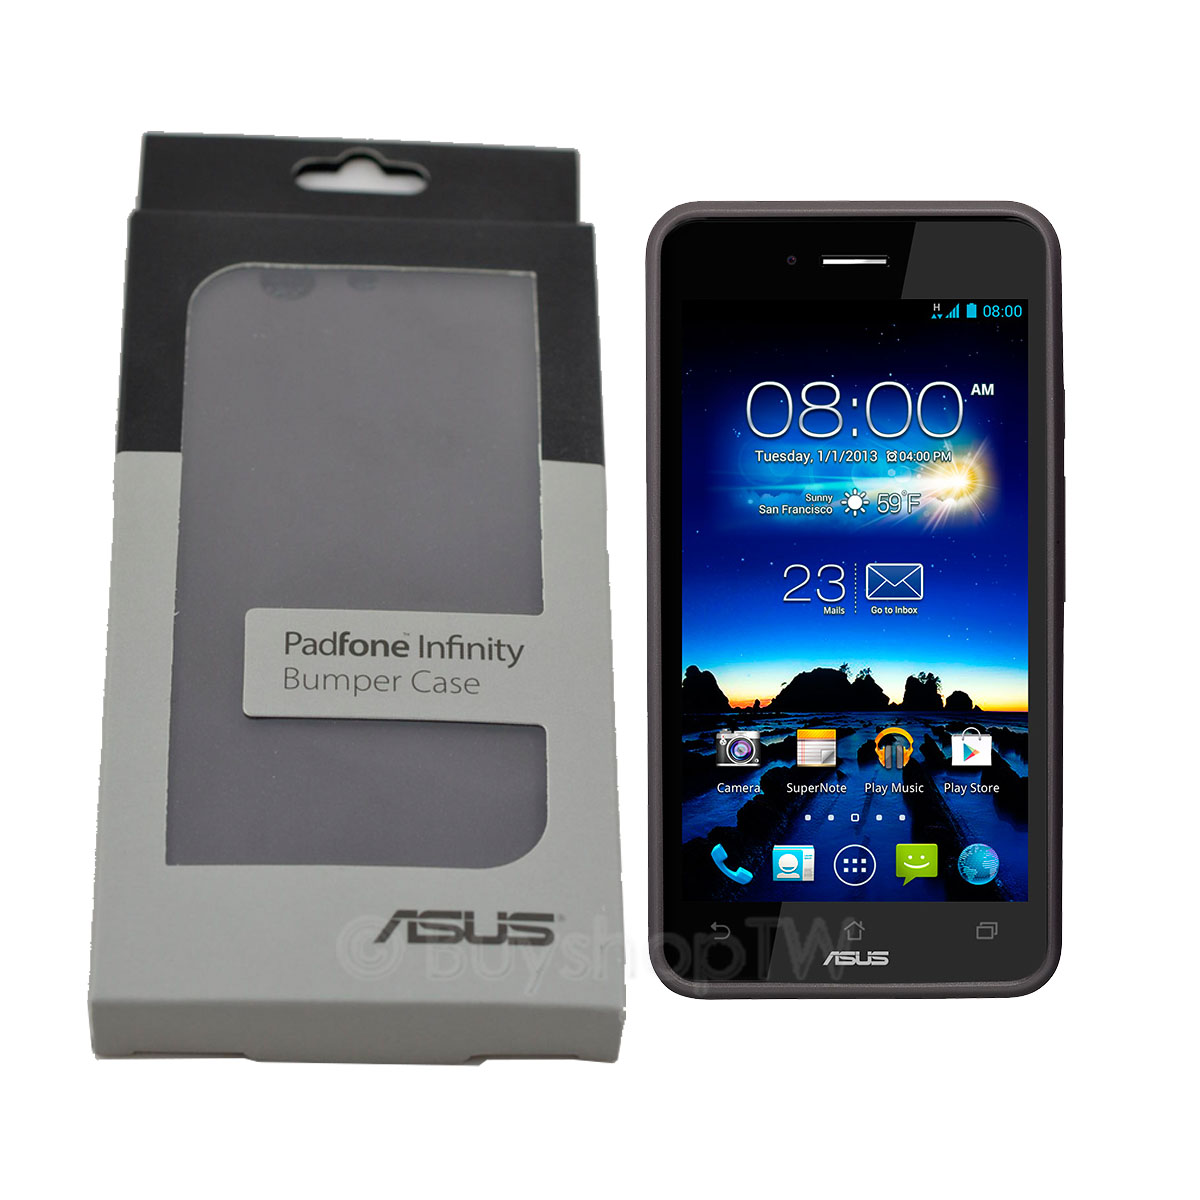 Padfone™ Infinity
Bumper Case
ASUS
© BuyshopTW
H
08:00
08:00 AM
Tuesday, 1/1/2013 04:00 PM
Sunny
San Francisco
59°F
23
Mails
Go to Inbox
Camera SuperNote Play Music Play Store
ASUS